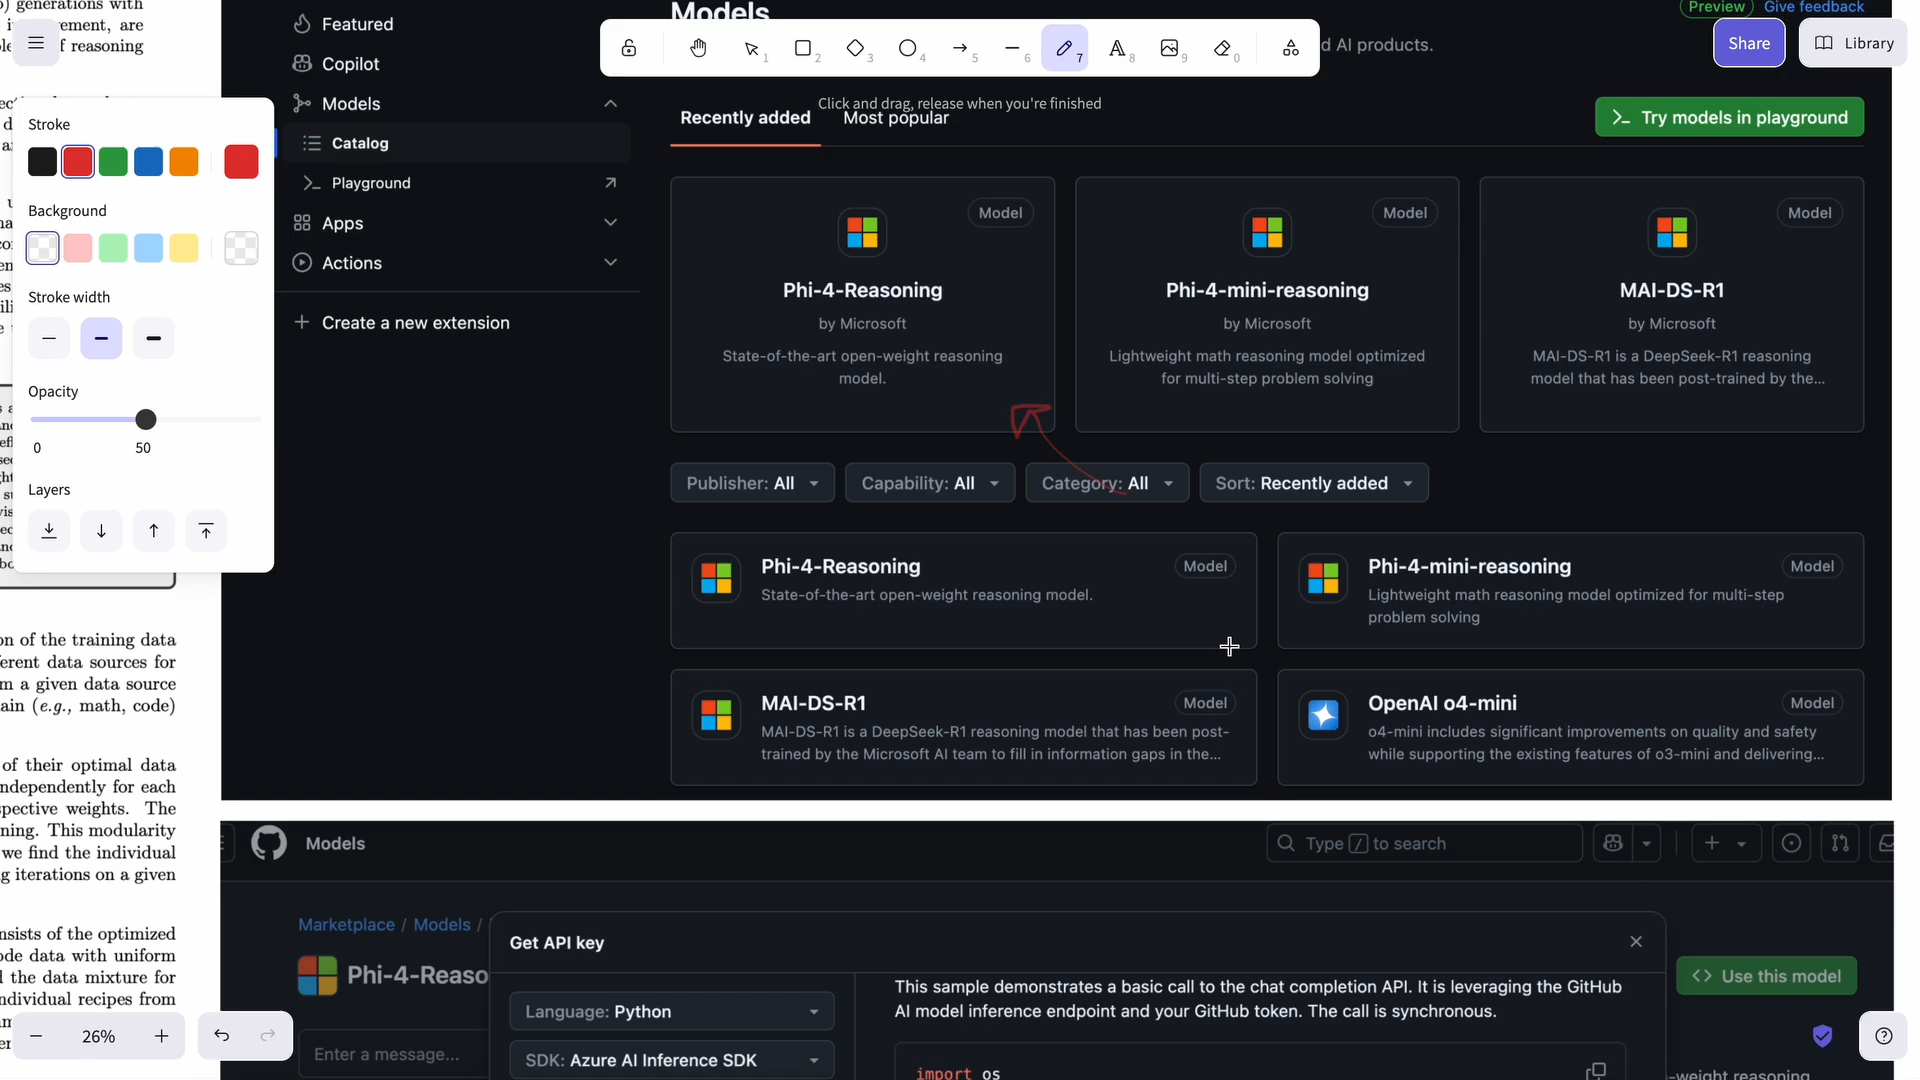 ) generations with
ement, are
f reasoning
Featured
Copilot
Models
Catalog
Playground
Apps
Actions
Create a new extension
Models
d AI products.
Preview
Give feedback
Share
Library
1
2
3
4
5
6
7
8
9
0
Click and drag, release when you're finished
Recently added
Most popular
Try models in playground
Stroke
Background
Stroke width
Opacity
0
50
Layers
Model
Phi-4-Reasoning
by Microsoft
State-of-the-art open-weight reasoning
model.
Model
Phi-4-mini-reasoning
by Microsoft
Lightweight math reasoning model optimized
for multi-step problem solving
Model
MAI-DS-R1
by Microsoft
MAI-DS-R1 is a DeepSeek-R1 reasoning
model that has been post-trained by the...
Publisher: All
Capability: All
Category: All
Sort: Recently added
Phi-4-Reasoning
Model
State-of-the-art open-weight reasoning model.
Phi-4-mini-reasoning
Model
Lightweight math reasoning model optimized for multi-step
problem solving
MAI-DS-R1
Model
MAI-DS-R1 is a DeepSeek-R1 reasoning model that has been post-
trained by the Microsoft AI team to fill in information gaps in the...
OpenAI o4-mini
Model
o4-mini includes significant improvements on quality and safety
while supporting the existing features of o3-mini and delivering...
on of the training data
ferent data sources for
m a given data source
ain (e.g., math, code)
of their optimal data
ndependently for each
spective weights. The
ning. This modularity
we find the individual
g iterations on a given
nsists of the optimized
ode data with uniform
l the data mixture for
ndividual recipes from
26%
Models
Type / to search
Marketplace / Models /
Phi-4-Reaso
Enter a message...
Get API key
Language: Python
SDK: Azure AI Inference SDK
This sample demonstrates a basic call to the chat completion API. It is leveraging the GitHub
AI model inference endpoint and your GitHub token. The call is synchronous.
import os
Use this model
-weight reasoning